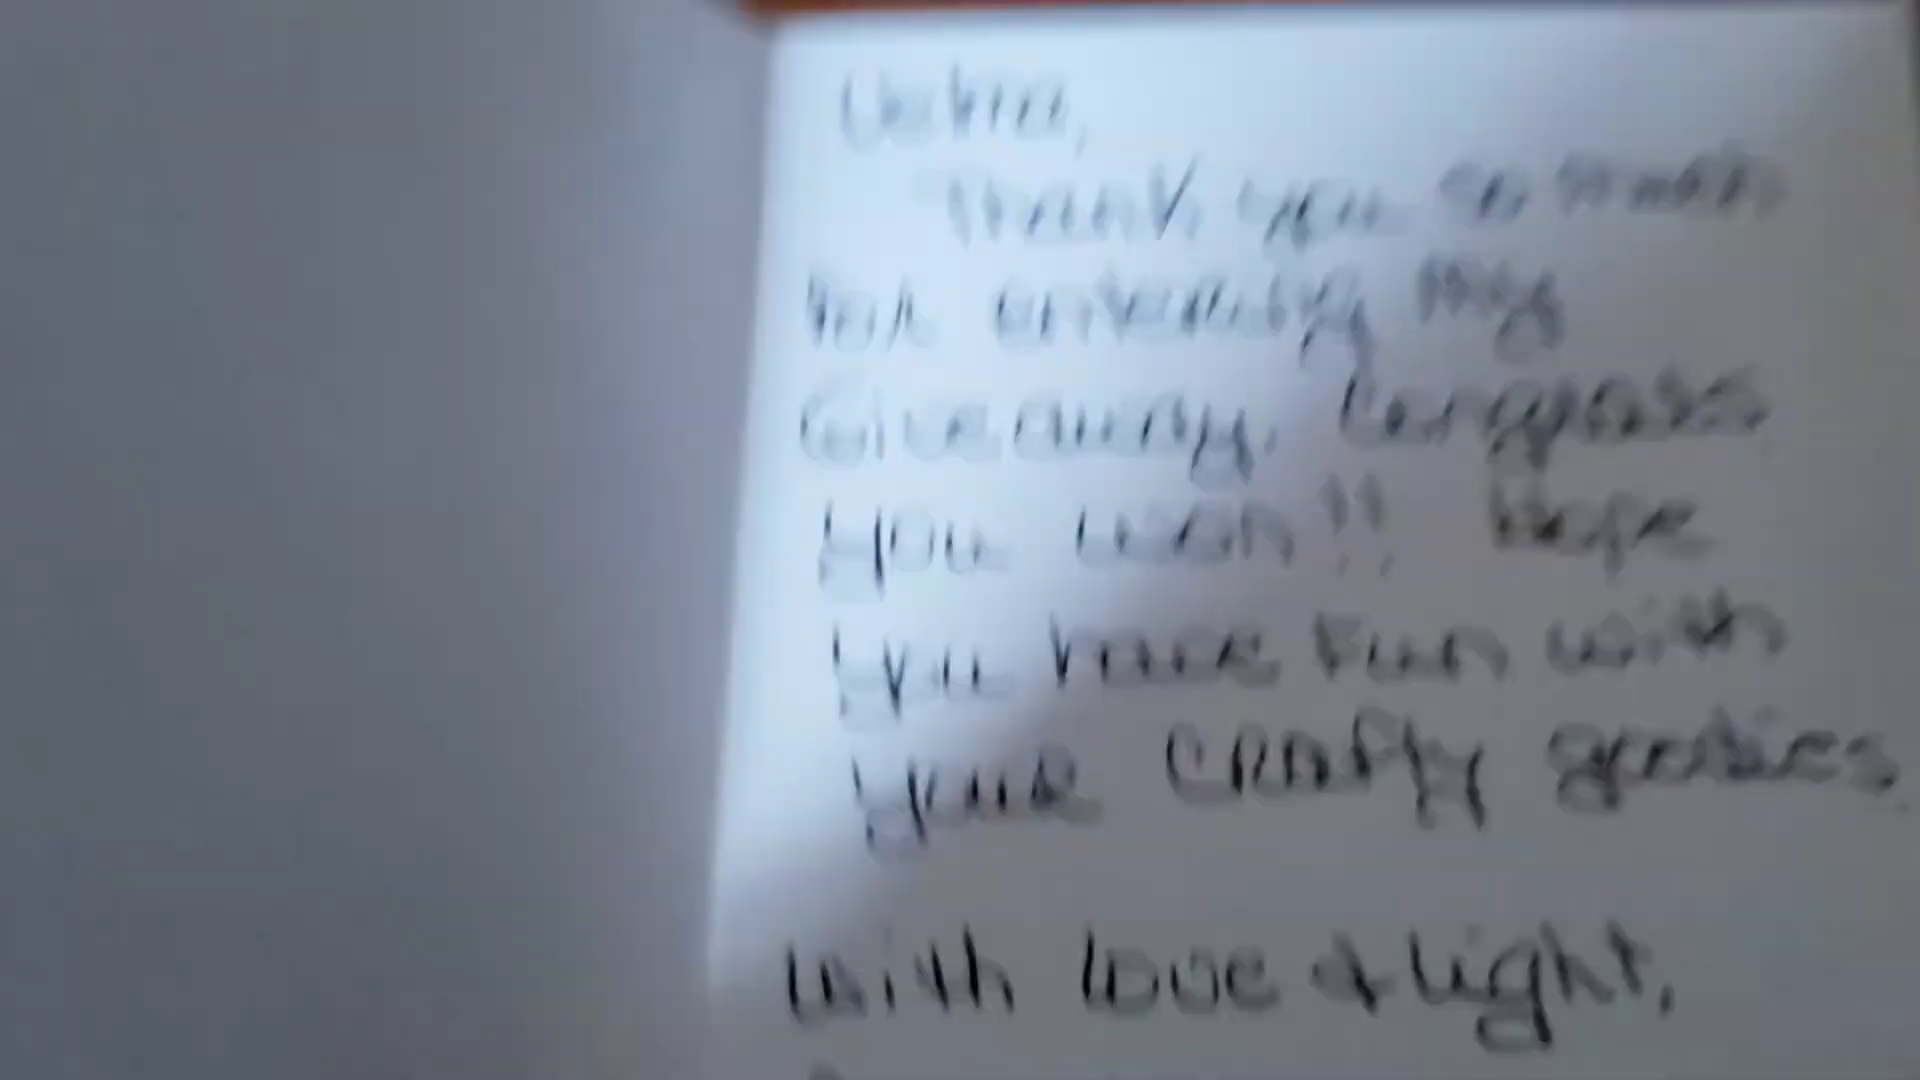 Thank you so much
for entering my
Giveaway. Congrats
you won!! Hope
you have fun with
your crafty goodies.
With love & light,